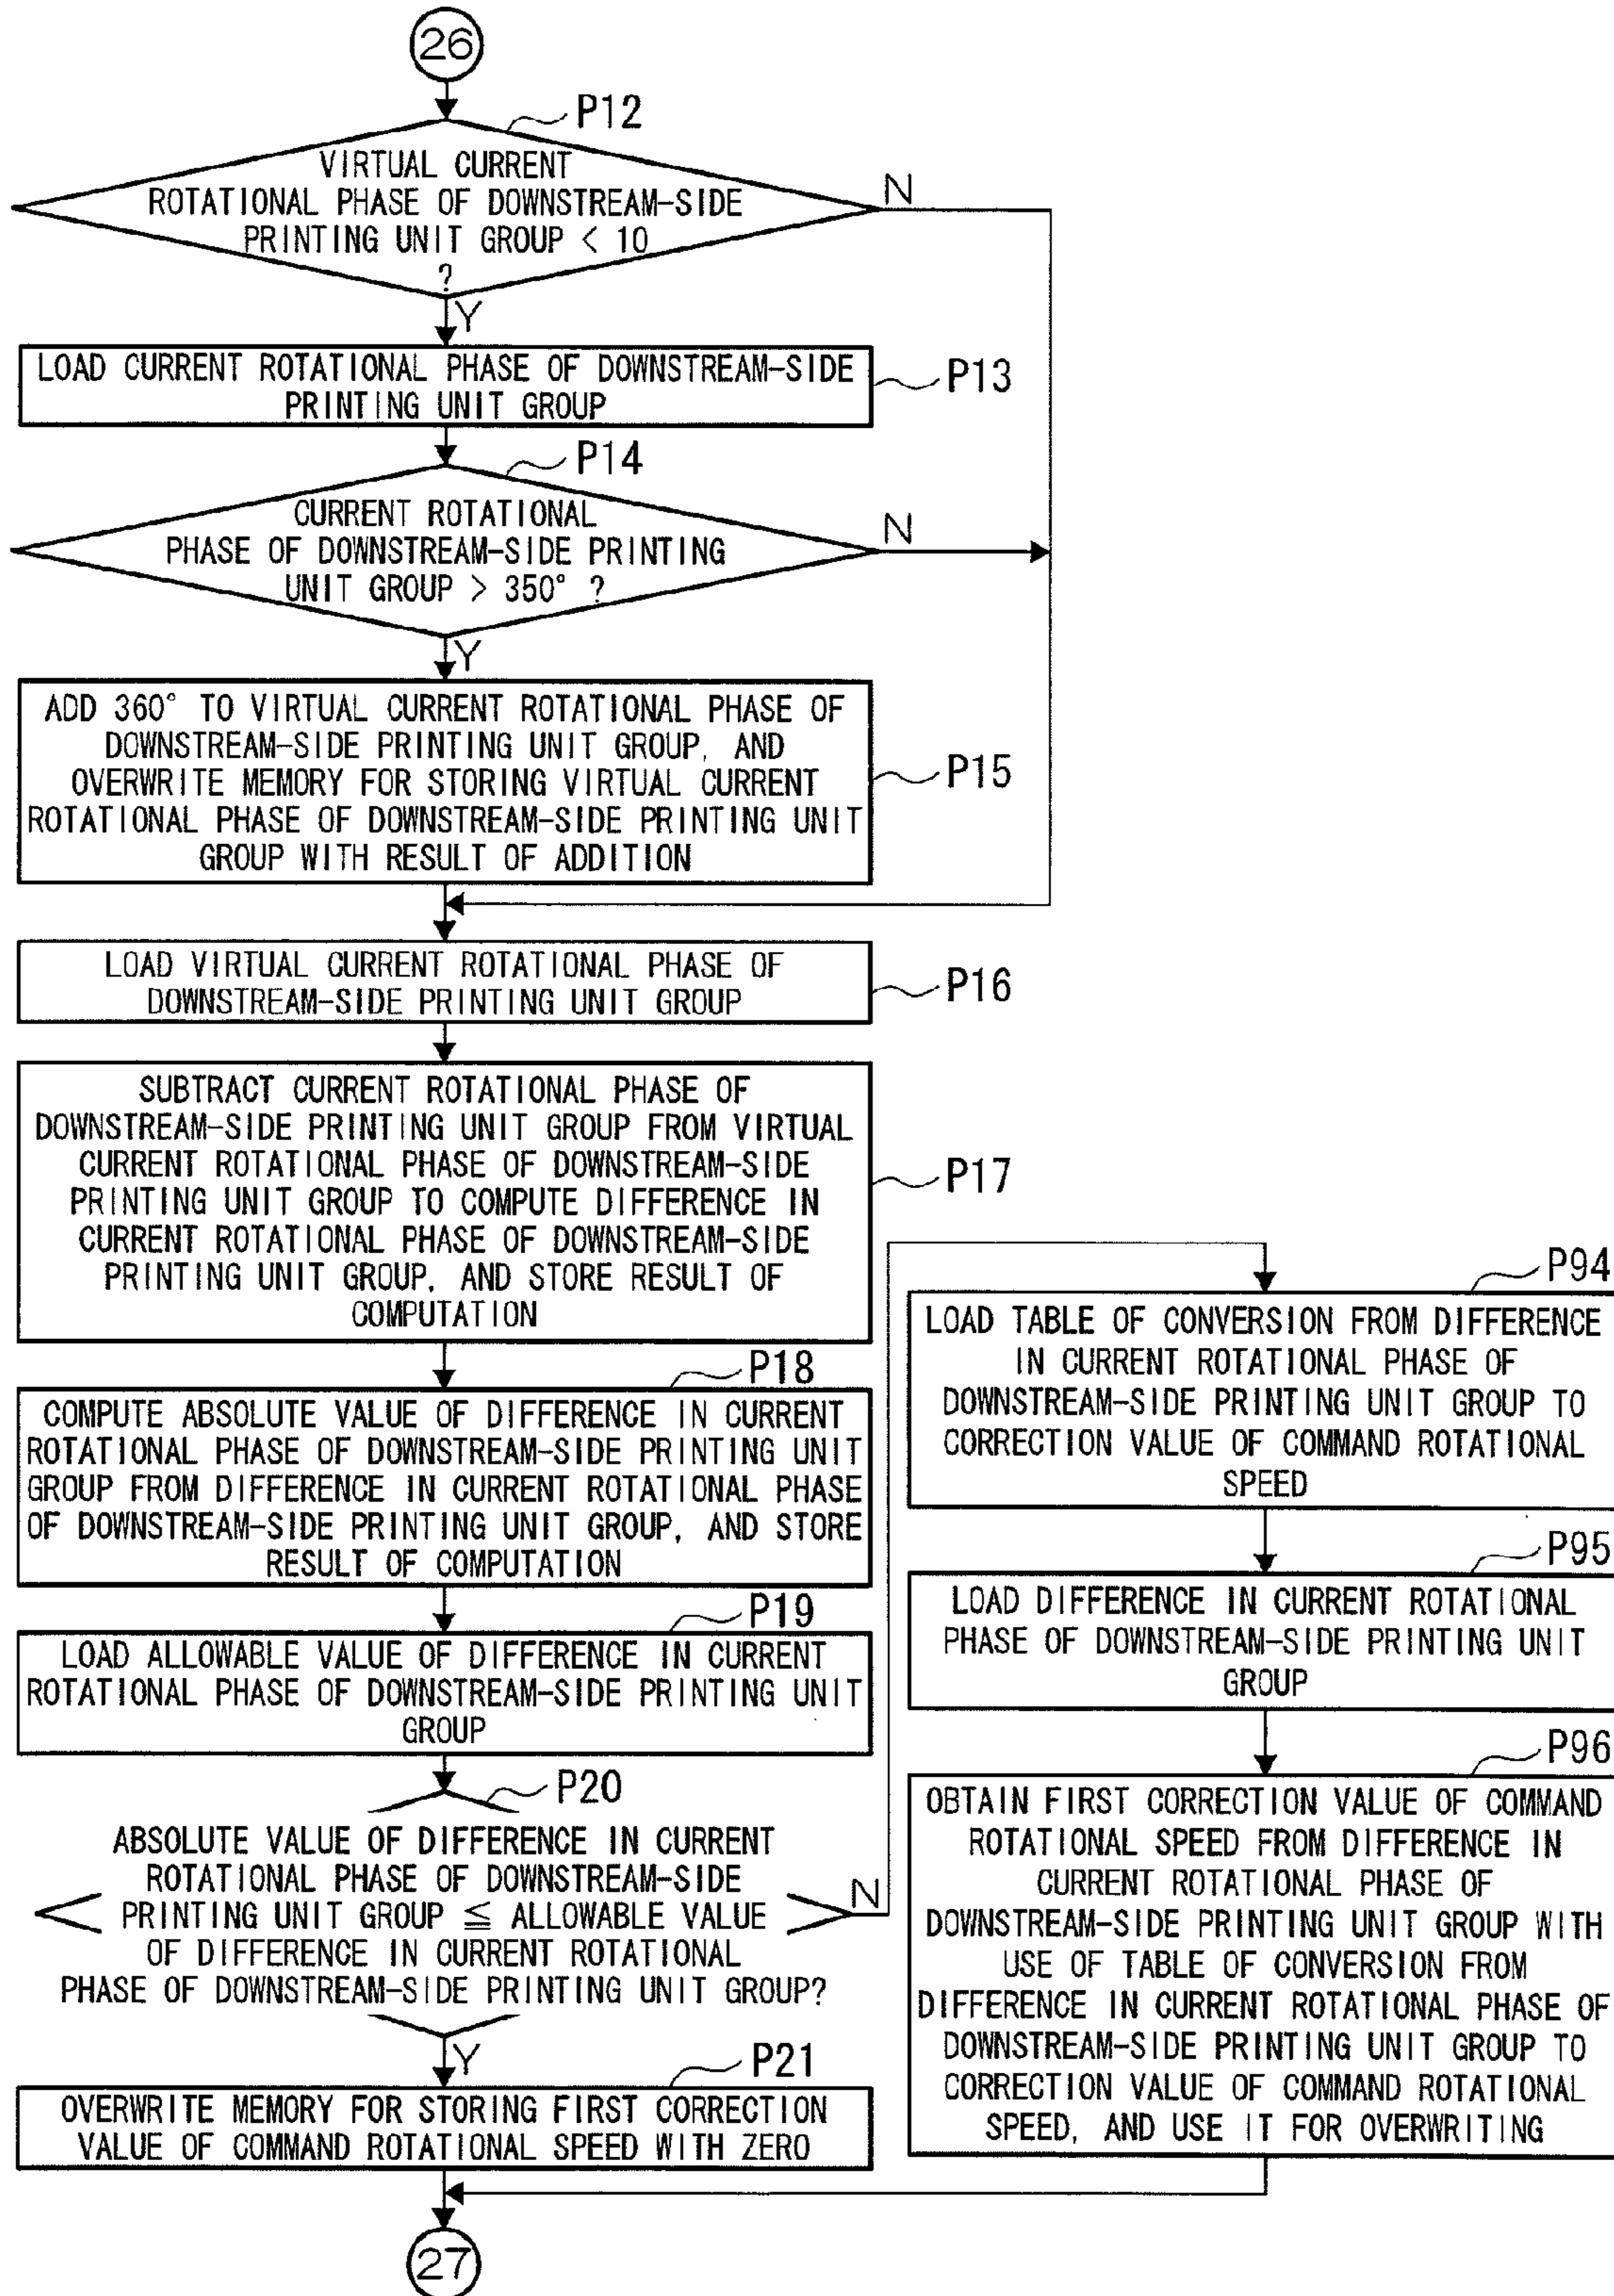 26
P12
VIRTUAL CURRENT
ROTATIONAL PHASE OF DOWNSTREAM-SIDE
PRINTING UNIT GROUP < 10
?
N
Y
LOAD CURRENT ROTATIONAL PHASE OF DOWNSTREAM-SIDE
PRINTING UNIT GROUP
P13
P14
CURRENT ROTATIONAL
PHASE OF DOWNSTREAM-SIDE PRINTING
UNIT GROUP > 350° ?
N
Y
ADD 360° TO VIRTUAL CURRENT ROTATIONAL PHASE OF
DOWNSTREAM-SIDE PRINTING UNIT GROUP, AND
OVERWRITE MEMORY FOR STORING VIRTUAL CURRENT
ROTATIONAL PHASE OF DOWNSTREAM-SIDE PRINTING UNIT
GROUP WITH RESULT OF ADDITION
P15
LOAD VIRTUAL CURRENT ROTATIONAL PHASE OF
DOWNSTREAM-SIDE PRINTING UNIT GROUP
P16
SUBTRACT CURRENT ROTATIONAL PHASE OF
DOWNSTREAM-SIDE PRINTING UNIT GROUP FROM VIRTUAL
CURRENT ROTATIONAL PHASE OF DOWNSTREAM-SIDE
PRINTING UNIT GROUP TO COMPUTE DIFFERENCE IN
CURRENT ROTATIONAL PHASE OF DOWNSTREAM-SIDE
PRINTING UNIT GROUP, AND STORE RESULT OF
COMPUTATION
P17
P18
COMPUTE ABSOLUTE VALUE OF DIFFERENCE IN CURRENT
ROTATIONAL PHASE OF DOWNSTREAM-SIDE PRINTING UNIT
GROUP FROM DIFFERENCE IN CURRENT ROTATIONAL PHASE
OF DOWNSTREAM-SIDE PRINTING UNIT GROUP, AND STORE
RESULT OF COMPUTATION
P19
LOAD ALLOWABLE VALUE OF DIFFERENCE IN CURRENT
ROTATIONAL PHASE OF DOWNSTREAM-SIDE PRINTING UNIT
GROUP
P20
ABSOLUTE VALUE OF DIFFERENCE IN CURRENT
ROTATIONAL PHASE OF DOWNSTREAM-SIDE
PRINTING UNIT GROUP ≦ ALLOWABLE VALUE
OF DIFFERENCE IN CURRENT ROTATIONAL
PHASE OF DOWNSTREAM-SIDE PRINTING UNIT GROUP?
N
Y
P21
OVERWRITE MEMORY FOR STORING FIRST CORRECTION
VALUE OF COMMAND ROTATIONAL SPEED WITH ZERO
P94
LOAD TABLE OF CONVERSION FROM DIFFERENCE
IN CURRENT ROTATIONAL PHASE OF
DOWNSTREAM-SIDE PRINTING UNIT GROUP TO
CORRECTION VALUE OF COMMAND ROTATIONAL
SPEED
P95
LOAD DIFFERENCE IN CURRENT ROTATIONAL
PHASE OF DOWNSTREAM-SIDE PRINTING UNIT
GROUP
P96
OBTAIN FIRST CORRECTION VALUE OF COMMAND
ROTATIONAL SPEED FROM DIFFERENCE IN
CURRENT ROTATIONAL PHASE OF
DOWNSTREAM-SIDE PRINTING UNIT GROUP WITH
USE OF TABLE OF CONVERSION FROM
DIFFERENCE IN CURRENT ROTATIONAL PHASE OF
DOWNSTREAM-SIDE PRINTING UNIT GROUP TO
CORRECTION VALUE OF COMMAND ROTATIONAL
SPEED, AND USE IT FOR OVERWRITING
27